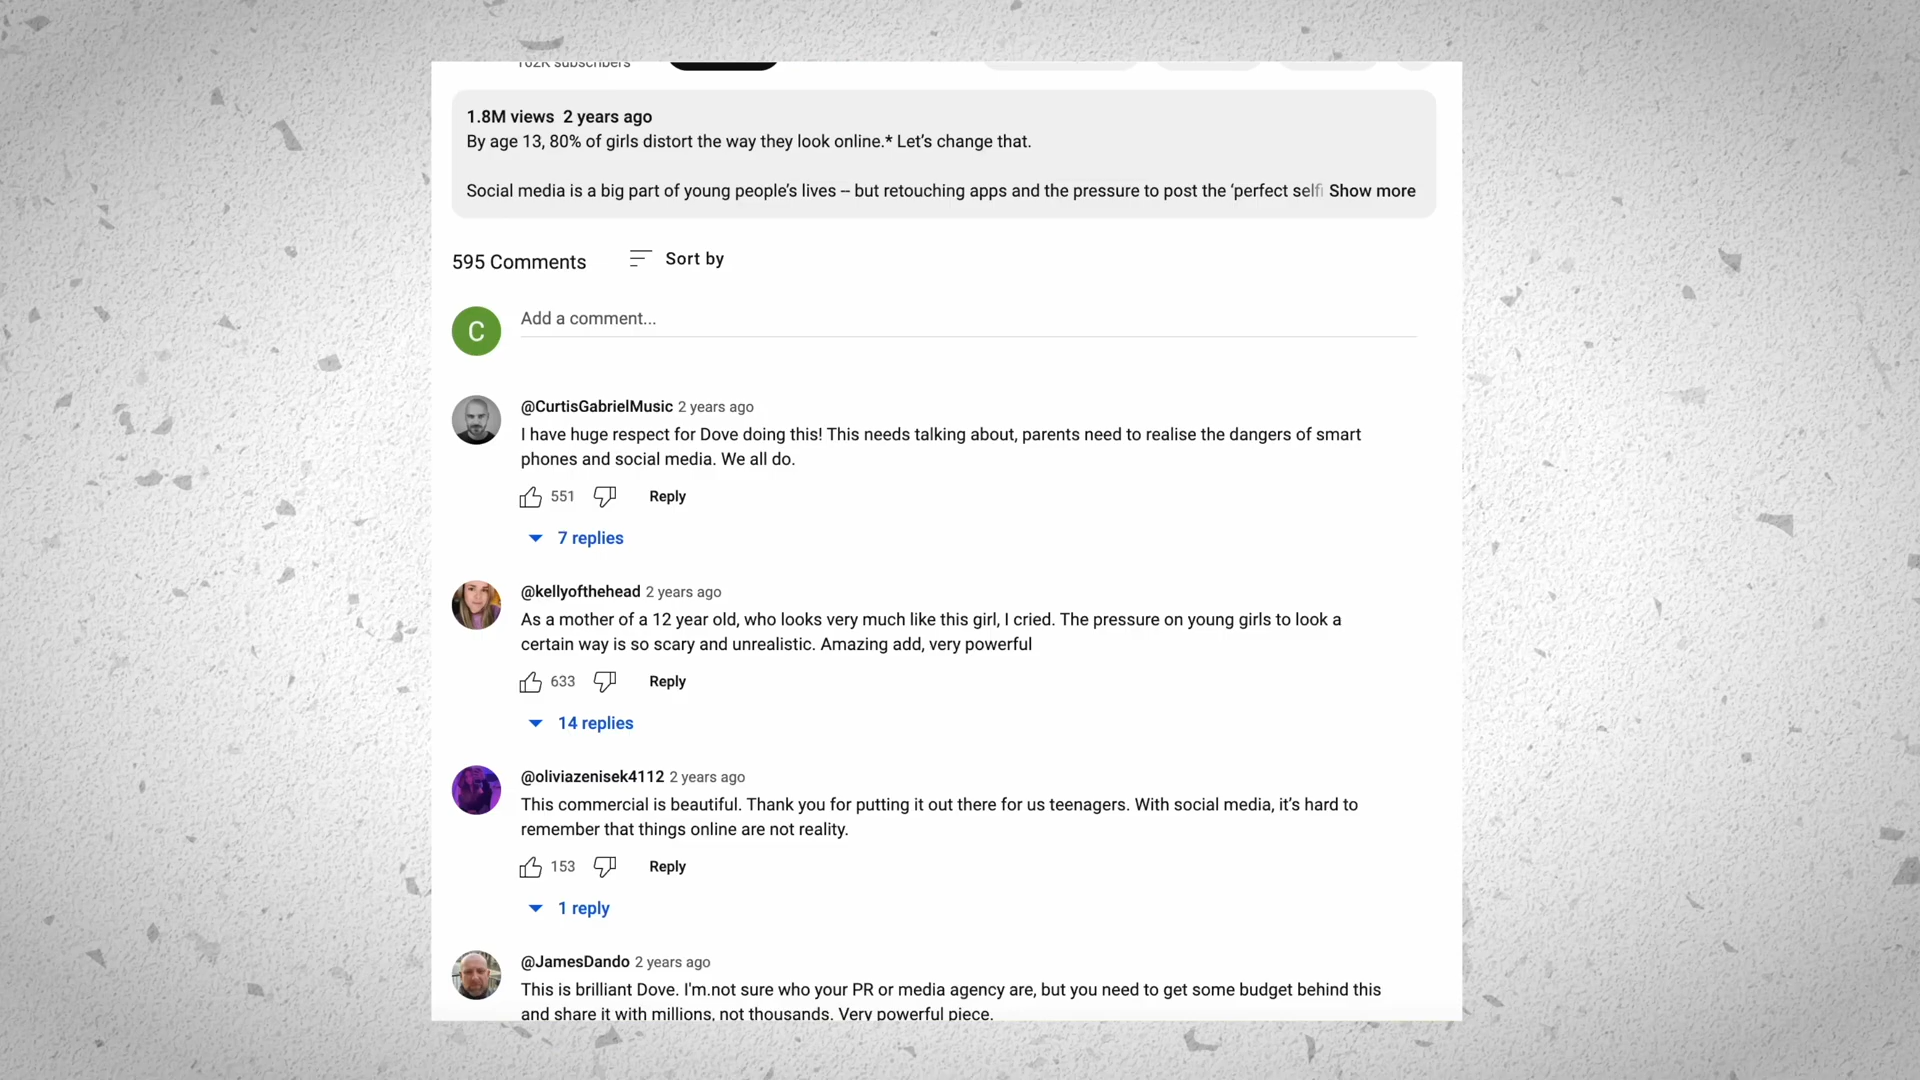 102K subscribers
1.8M views 2 years ago
By age 13, 80% of girls distort the way they look online.* Let’s change that.
Social media is a big part of young people’s lives -- but retouching apps and the pressure to post the ‘perfect selfi Show more
595 Comments
Sort by
C
Add a comment...
@CurtisGabrielMusic 2 years ago
I have huge respect for Dove doing this! This needs talking about, parents need to realise the dangers of smart
phones and social media. We all do.
551 Reply
7 replies
@kellyofthehead 2 years ago
As a mother of a 12 year old, who looks very much like this girl, I cried. The pressure on young girls to look a
certain way is so scary and unrealistic. Amazing add, very powerful
633 Reply
14 replies
@oliviazenisek4112 2 years ago
This commercial is beautiful. Thank you for putting it out there for us teenagers. With social media, it’s hard to
remember that things online are not reality.
153 Reply
1 reply
@JamesDando 2 years ago
This is brilliant Dove. I'm.not sure who your PR or media agency are, but you need to get some budget behind this
and share it with millions, not thousands. Very powerful piece.